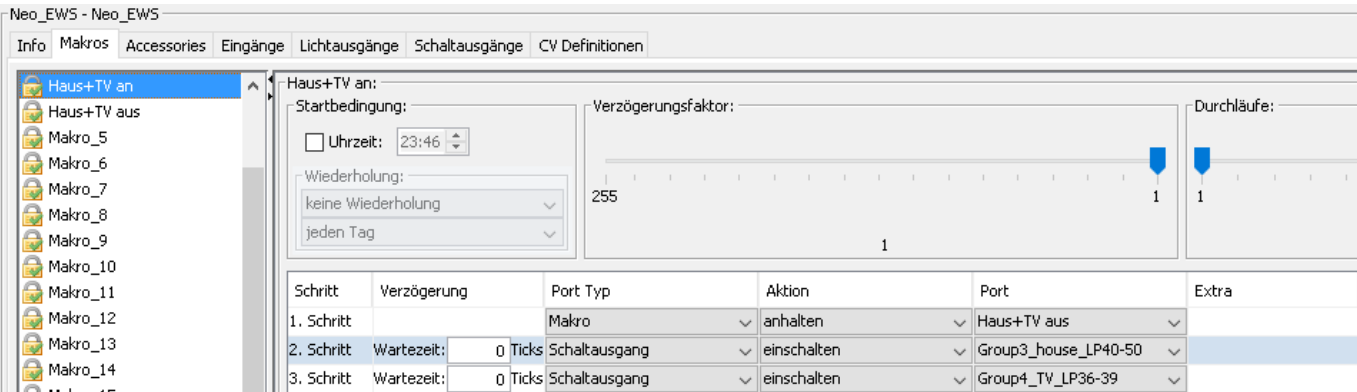 Neo_EWS - Neo_EWS
Info Makros Accessories Eingänge Lichtausgänge Schaltausgänge CV Definitionen
Haus+TV an
Haus+TV aus
Makro_5
Makro_6
Makro_7
Makro_8
Makro_9
Makro_10
Makro_11
Makro_12
Makro_13
Makro_14
Haus+TV an:
Startbedingung:
Uhrzeit: 23:46
Wiederholung:
keine Wiederholung
jeden Tag
Verzögerungsfaktor:
255 1
1
Durchläufe:
1
Schritt Verzögerung Port Typ Aktion Port Extra
1. Schritt Makro anhalten Haus+TV aus
2. Schritt Wartezeit: 0 Ticks Schaltausgang einschalten Group3_house_LP40-50
3. Schritt Wartezeit: 0 Ticks Schaltausgang einschalten Group4_TV_LP36-39